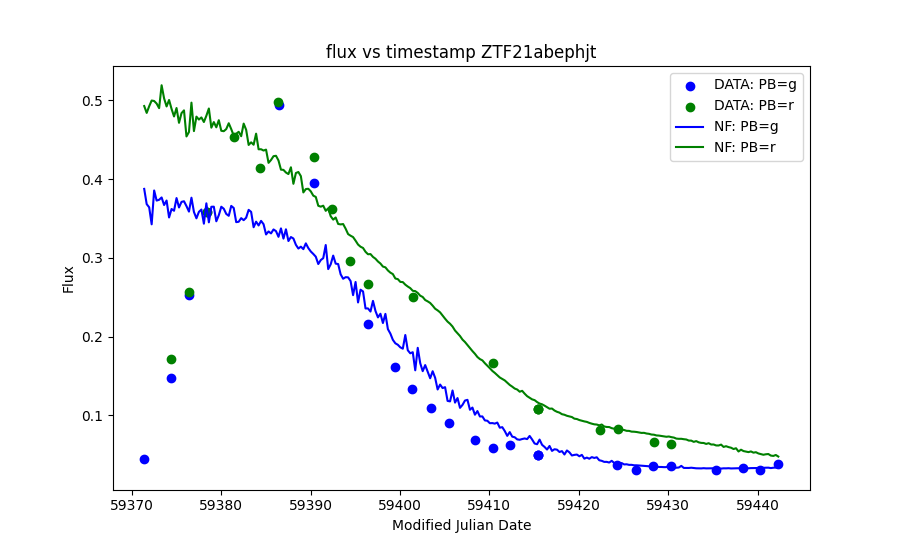 flux vs timestamp ZTF21abephjt
DATA: PB=g
DATA: PB=r
NF: PB=g
NF: PB=r
Flux
0.5
0.4
0.3
0.2
0.1
59370 59380 59390 59400 59410 59420 59430 59440
Modified Julian Date